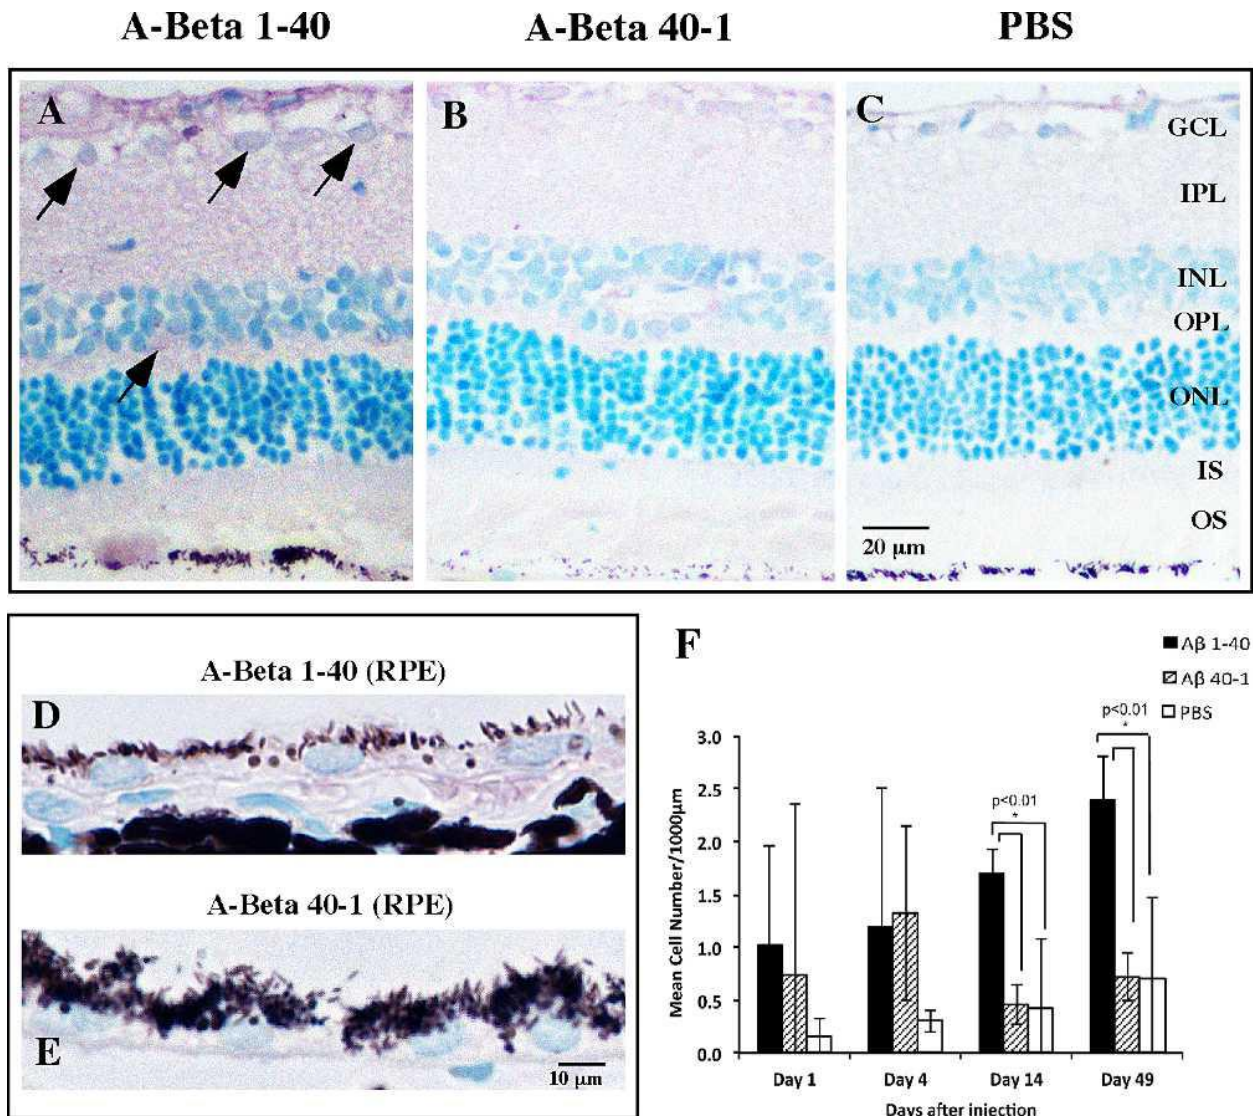 A-Beta 1-40 A-Beta 40-1 PBS
A B C
GCL
IPL
INL
OPL
ONL
IS
OS
20 µm
A-Beta 1-40 (RPE)
D
A-Beta 40-1 (RPE)
E
10 µm
F
Aβ 1-40
Aβ 40-1
PBS
p<0.01
*
p<0.01
*
Mean Cell Number/1000µm
3.0
2.5
2.0
1.5
1.0
0.5
0.0
Day 1 Day 4 Day 14 Day 49
Days after injection